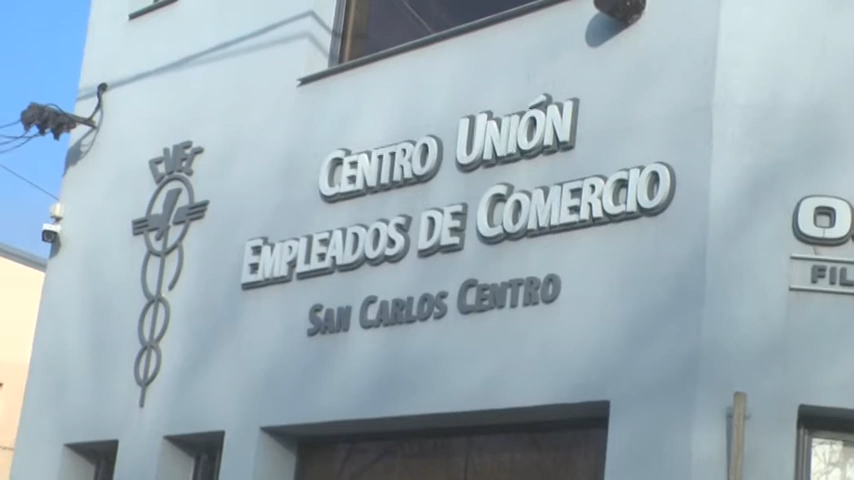 CUEC
CENTRO UNIÓN
EMPLEADOS DE COMERCIO
SAN CARLOS CENTRO